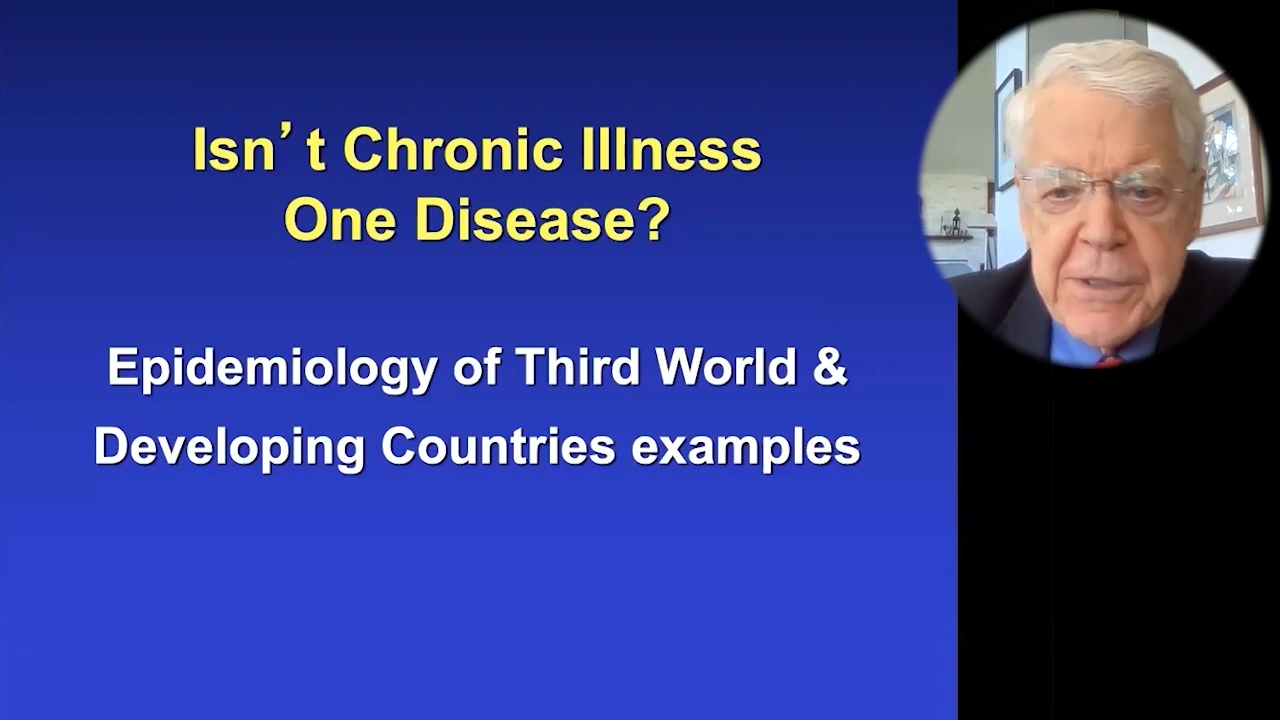 Isn’t Chronic Illness
One Disease?
Epidemiology of Third World &
Developing Countries examples